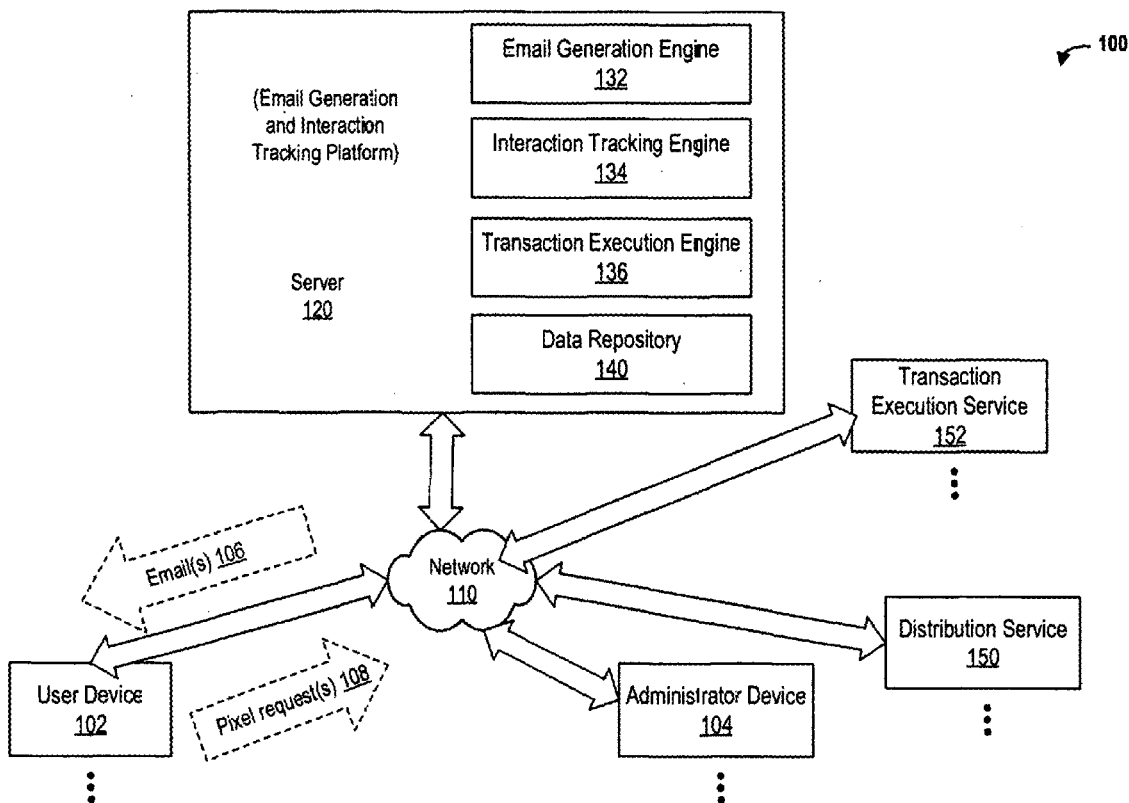 Email Generation Engine
132
100
(Email Generation
and Interaction
Tracking Platform)
Interaction Tracking Engine
134
Transaction Execution Engine
136
Server
120
Data Repository
140
Transaction
Execution Service
152
Email(s) 106
Network
110
Distribution Service
150
User Device
102
Pixel request(s) 108
Administrator Device
104